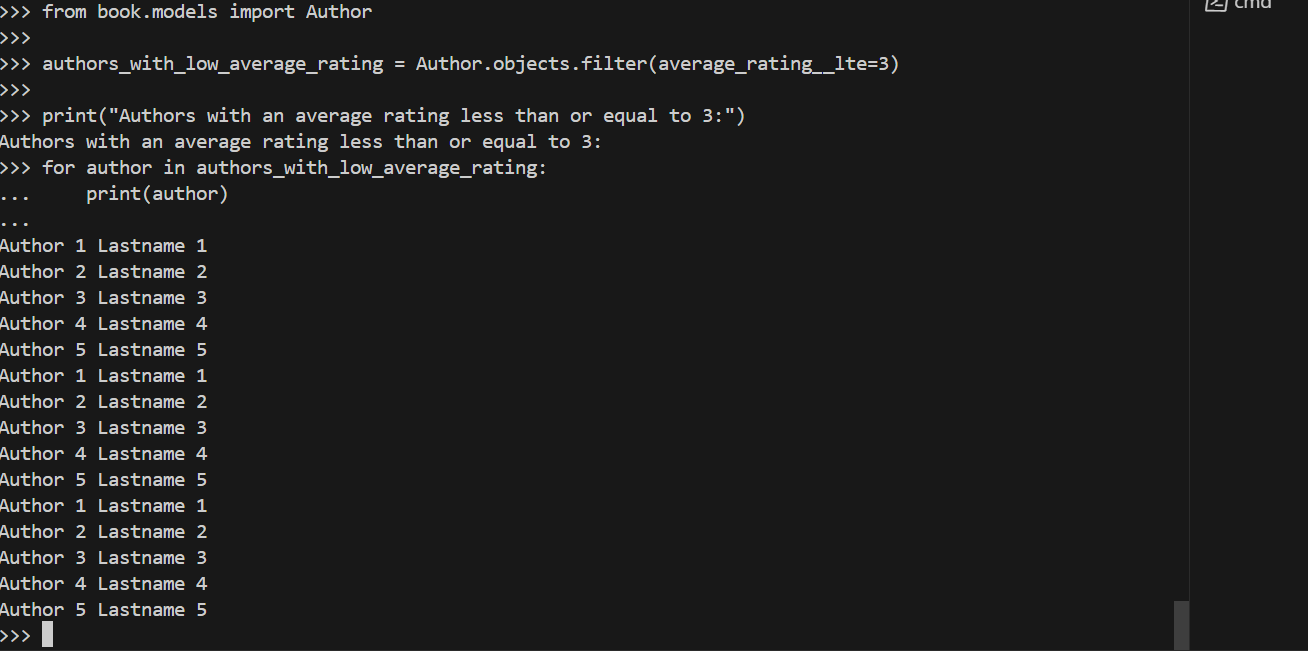 >>> from book.models import Author
>>>
>>> authors_with_low_average_rating = Author.objects.filter(average_rating__lte=3)
>>>
>>> print("Authors with an average rating less than or equal to 3:")
Authors with an average rating less than or equal to 3:
>>> for author in authors_with_low_average_rating:
...     print(author)
...
Author 1 Lastname 1
Author 2 Lastname 2
Author 3 Lastname 3
Author 4 Lastname 4
Author 5 Lastname 5
Author 1 Lastname 1
Author 2 Lastname 2
Author 3 Lastname 3
Author 4 Lastname 4
Author 5 Lastname 5
Author 1 Lastname 1
Author 2 Lastname 2
Author 3 Lastname 3
Author 4 Lastname 4
Author 5 Lastname 5
>>>
cmd